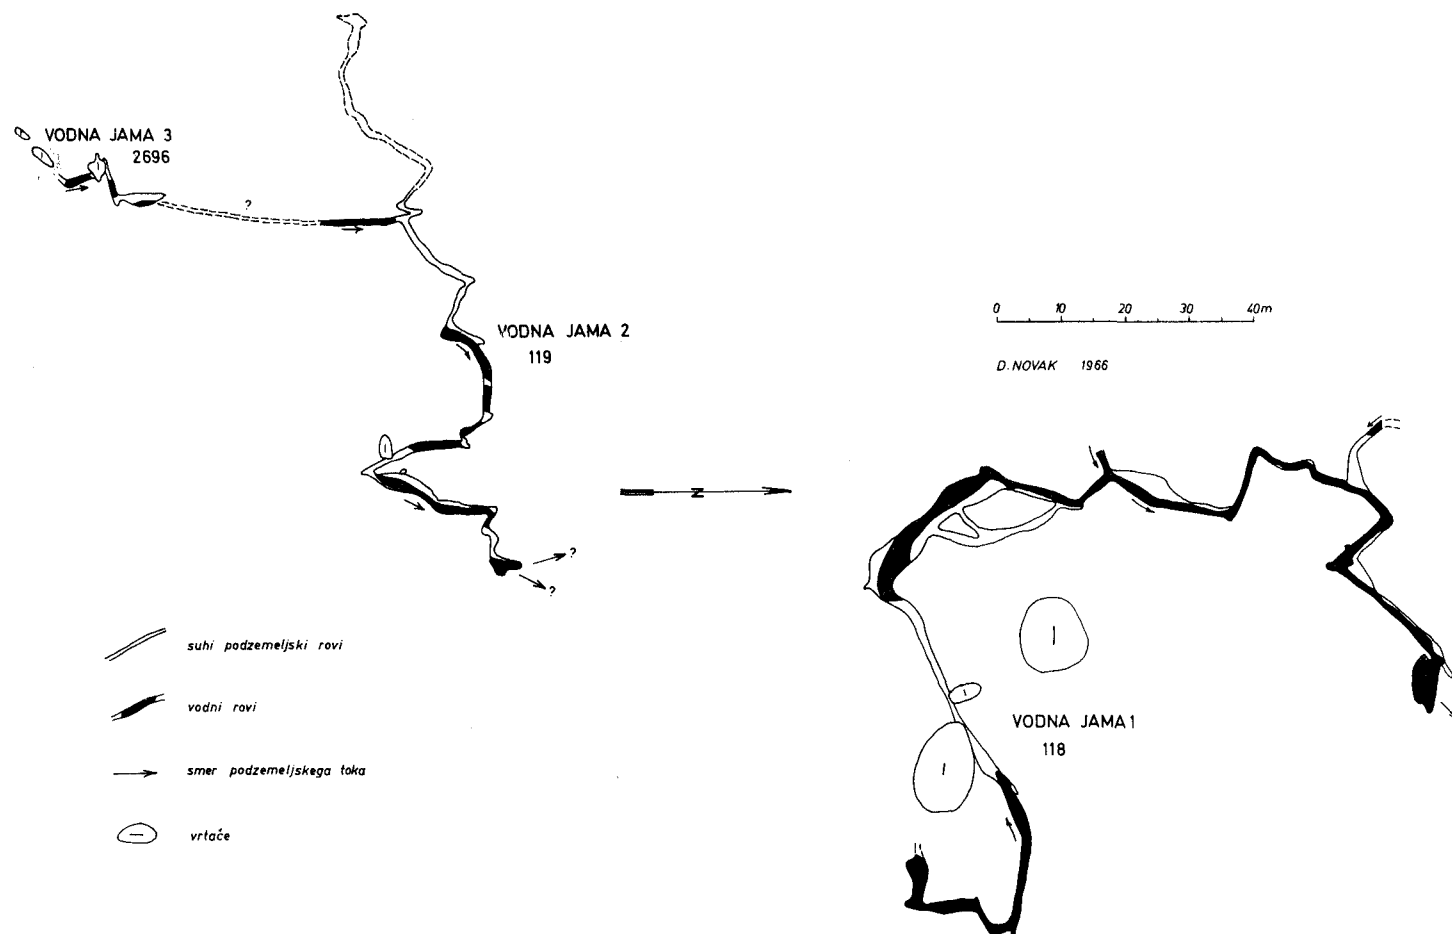 VODNA JAMA 3
2696
?
VODNA JAMA 2
119
0 10 20 30 40m
D. NOVAK 1966
N
?
?
suhi podzemeljski rovi
vodni rovi
VODNA JAMA 1
118
smer podzemeljskega toka
vrtače